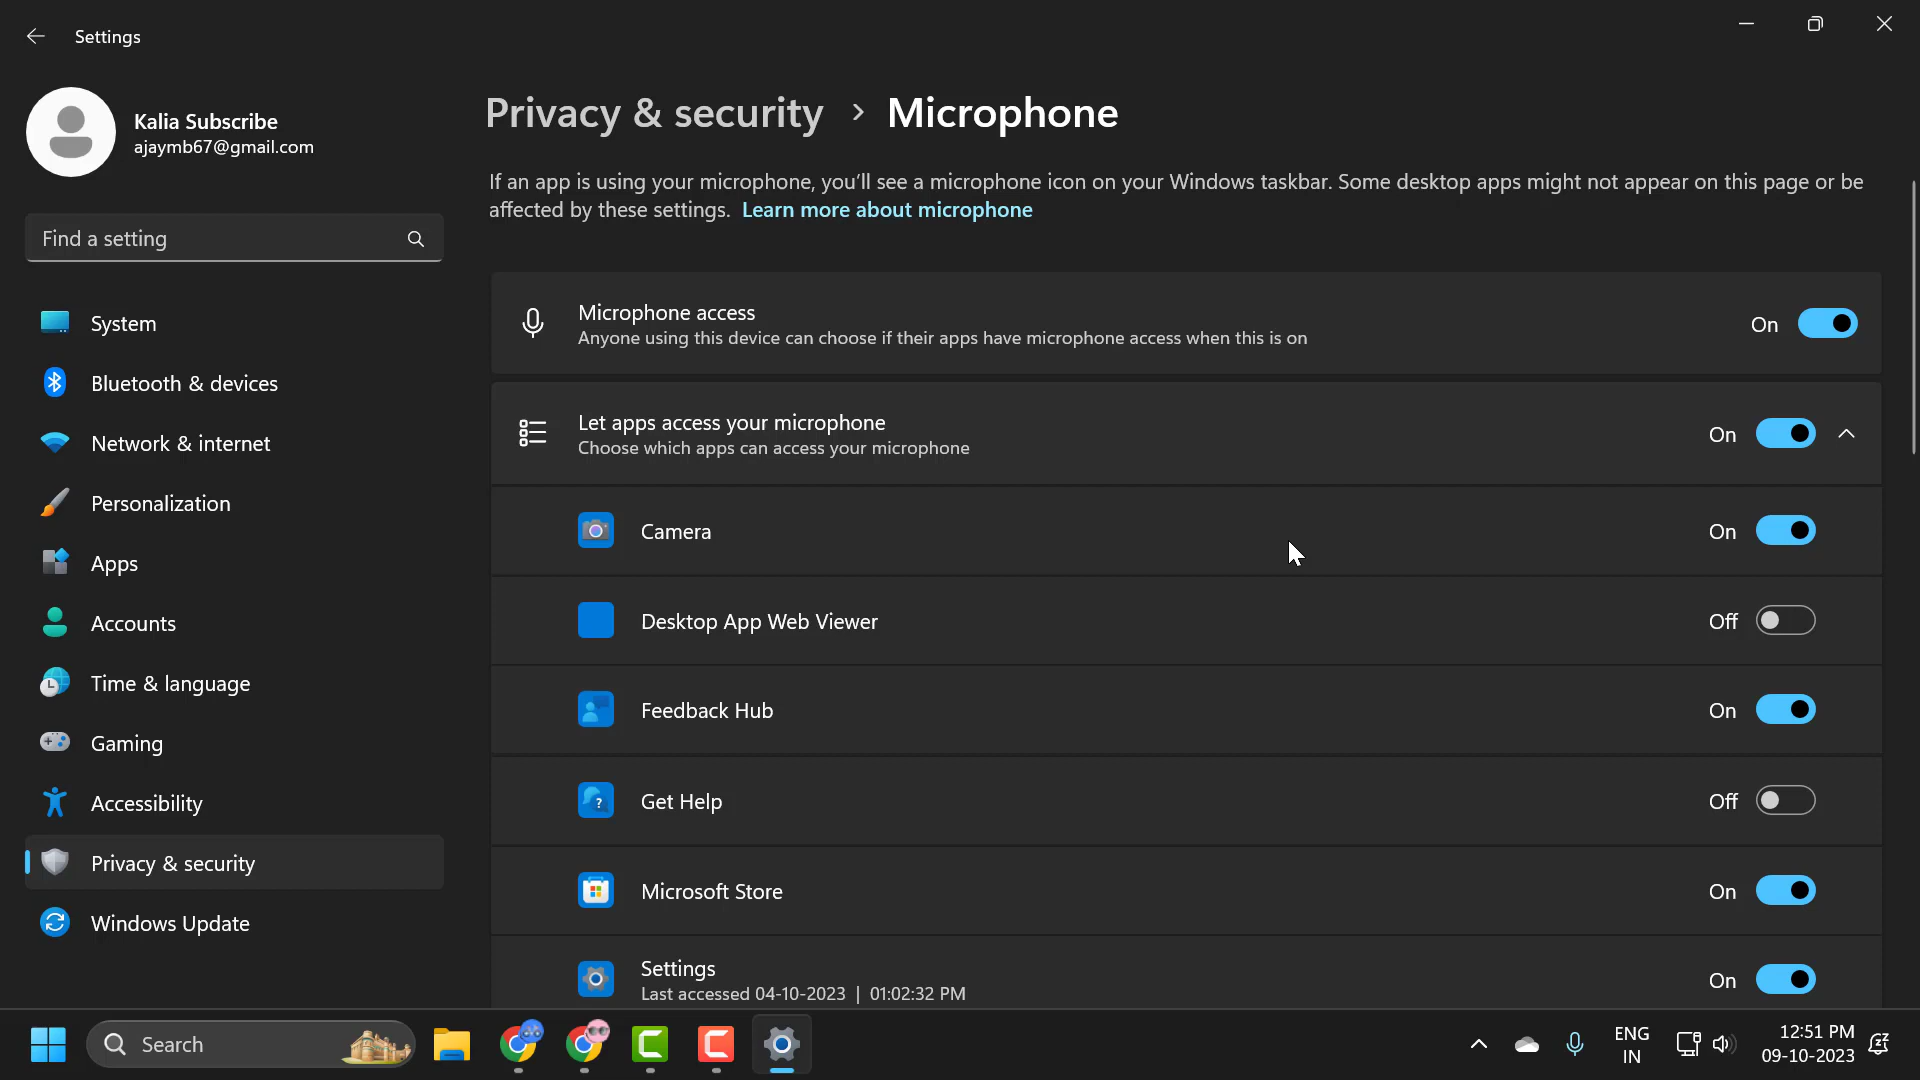 Settings
Kalia Subscribe
ajaymb67@gmail.com
Find a setting
System
Bluetooth & devices
Network & internet
Personalization
Apps
Accounts
Time & language
Gaming
Accessibility
Privacy & security
Windows Update
Privacy & security > Microphone
If an app is using your microphone, you'll see a microphone icon on your Windows taskbar. Some desktop apps might not appear on this page or be
affected by these settings. Learn more about microphone
Microphone access
Anyone using this device can choose if their apps have microphone access when this is on
On
Let apps access your microphone
Choose which apps can access your microphone
On
Camera
On
Desktop App Web Viewer
Off
Feedback Hub
On
Get Help
Off
Microsoft Store
On
Settings
Last accessed 04-10-2023 | 01:02:32 PM
On
Search
ENG
IN
12:51 PM
09-10-2023